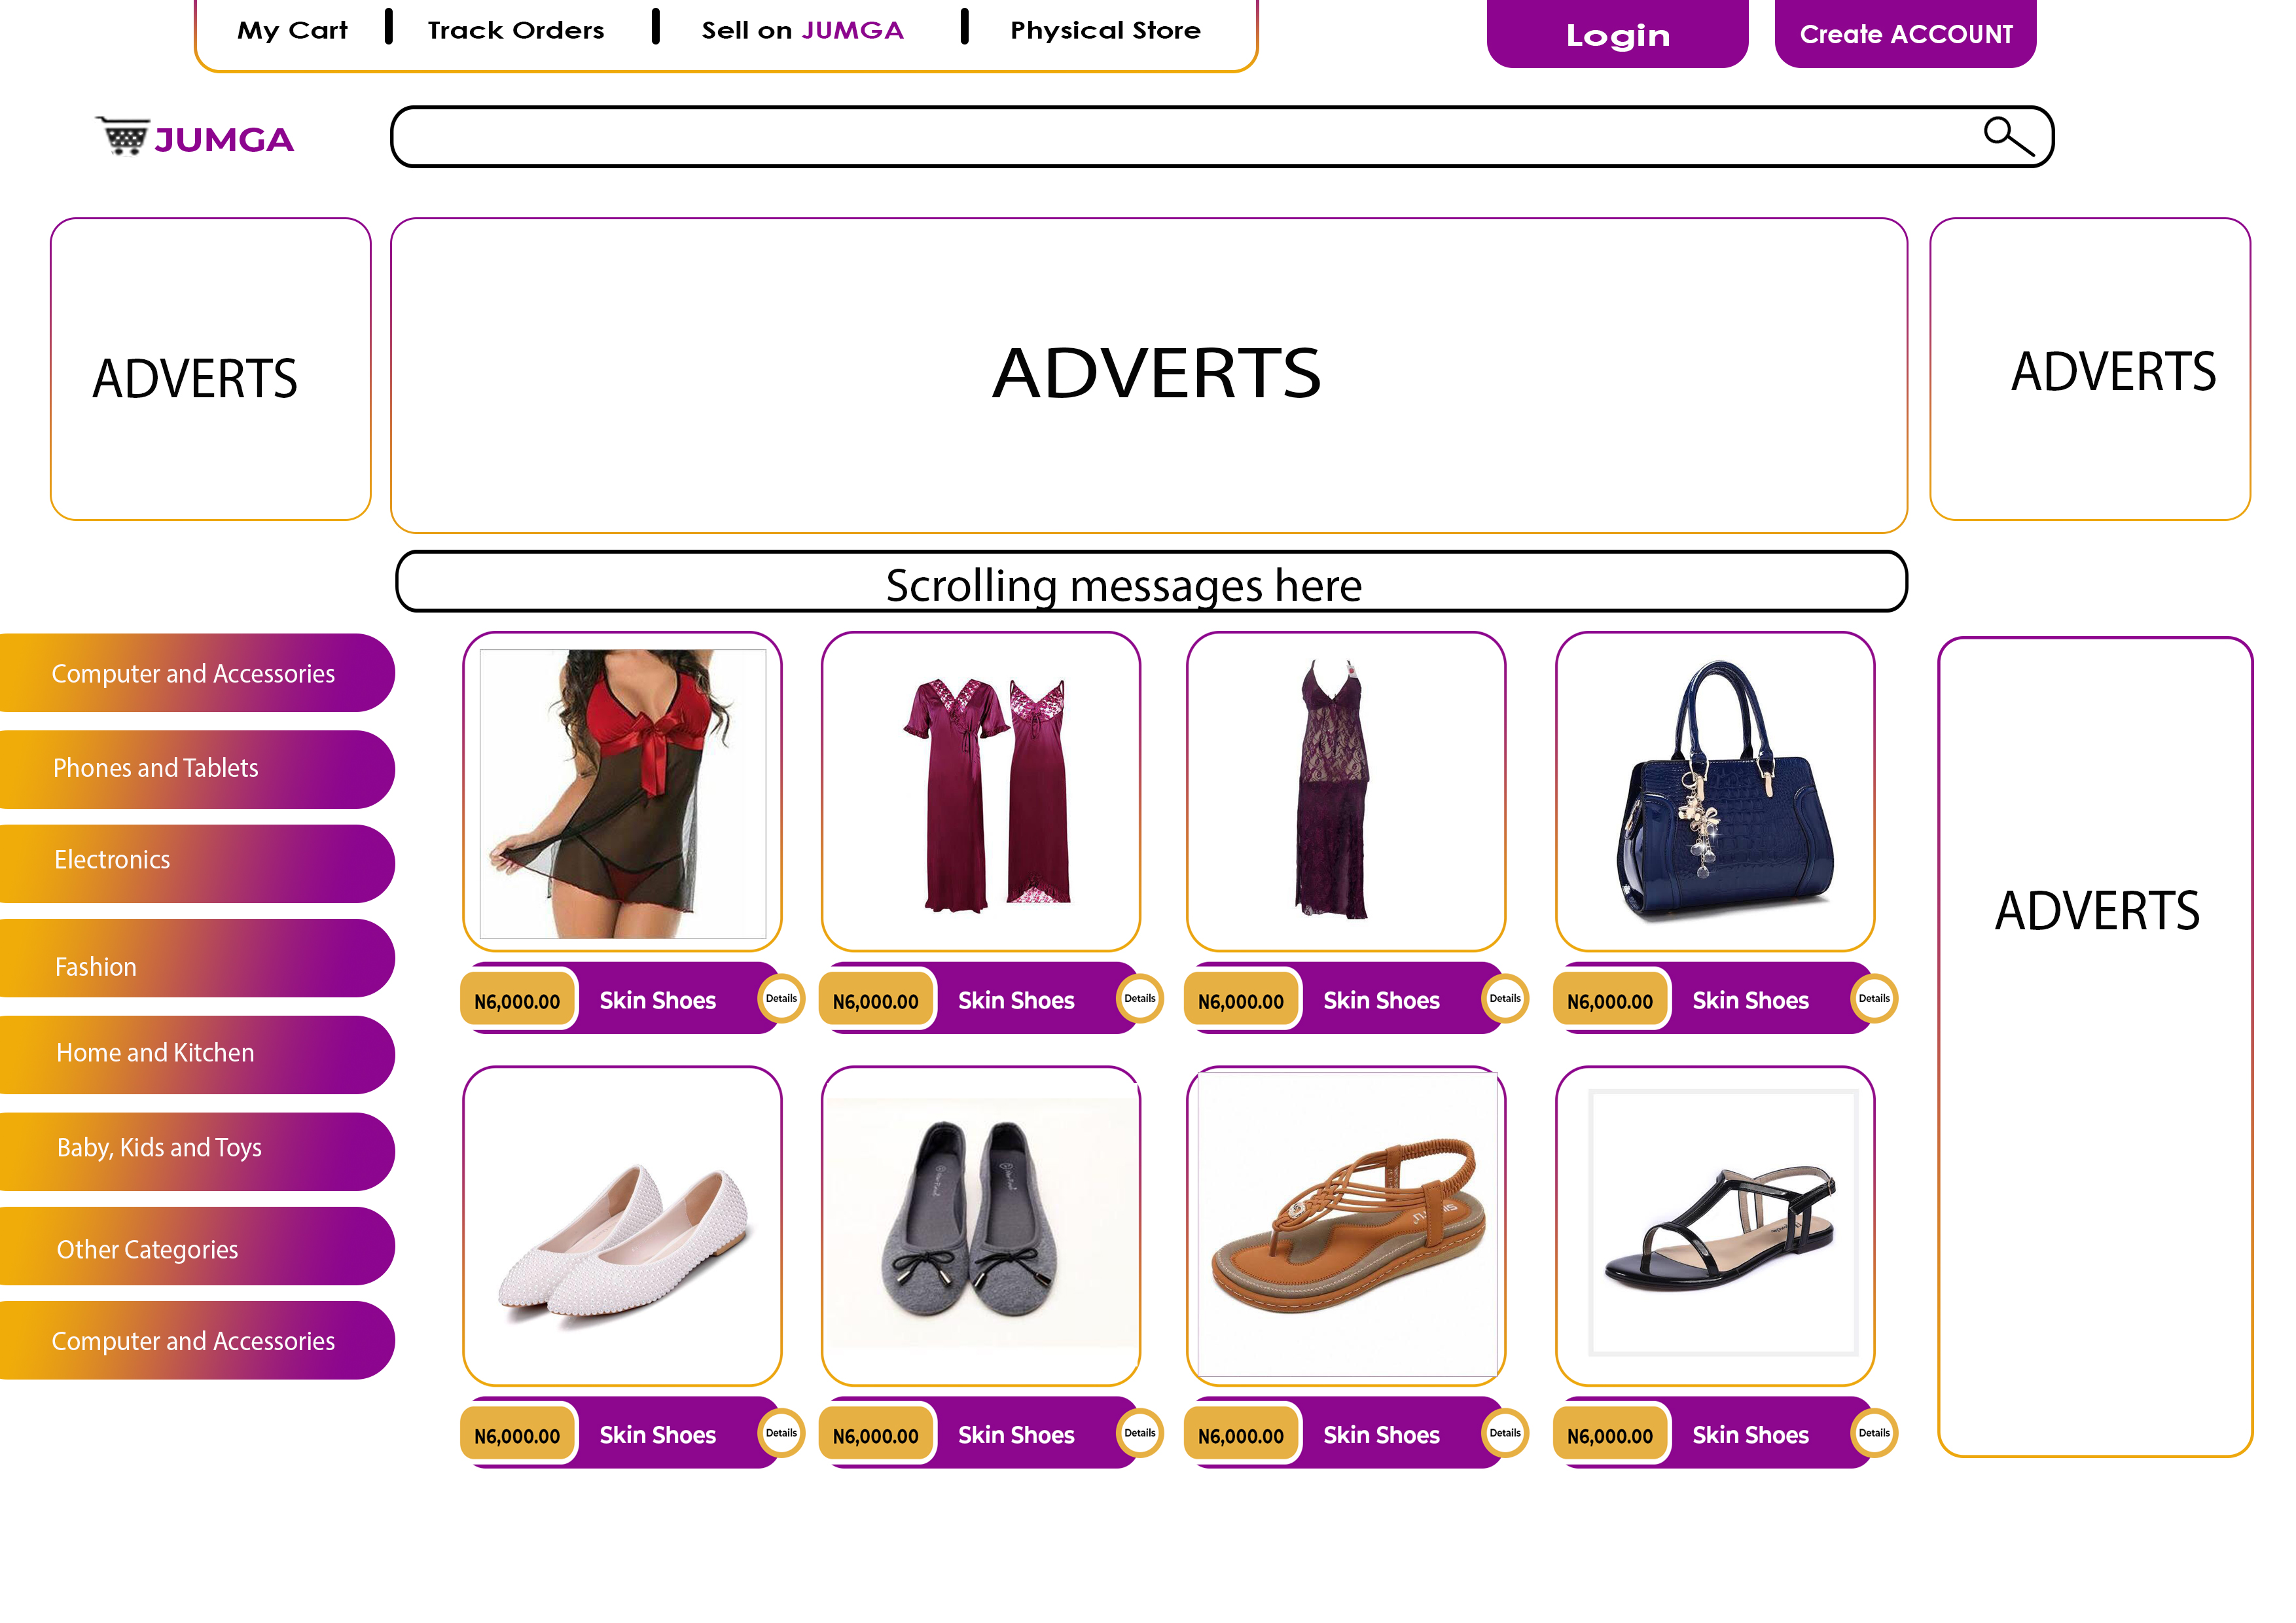 My Cart
Track Orders
Sell on JUMGA
Physical Store
Login
Create ACCOUNT
JUMGA
ADVERTS
ADVERTS
ADVERTS
Scrolling messages here
Computer and Accessories
Phones and Tablets
Electronics
Fashion
Home and Kitchen
Baby, Kids and Toys
Other Categories
Computer and Accessories
N6,000.00 Skin Shoes Details
N6,000.00 Skin Shoes Details
N6,000.00 Skin Shoes Details
N6,000.00 Skin Shoes Details
ADVERTS
N6,000.00 Skin Shoes Details
N6,000.00 Skin Shoes Details
N6,000.00 Skin Shoes Details
N6,000.00 Skin Shoes Details